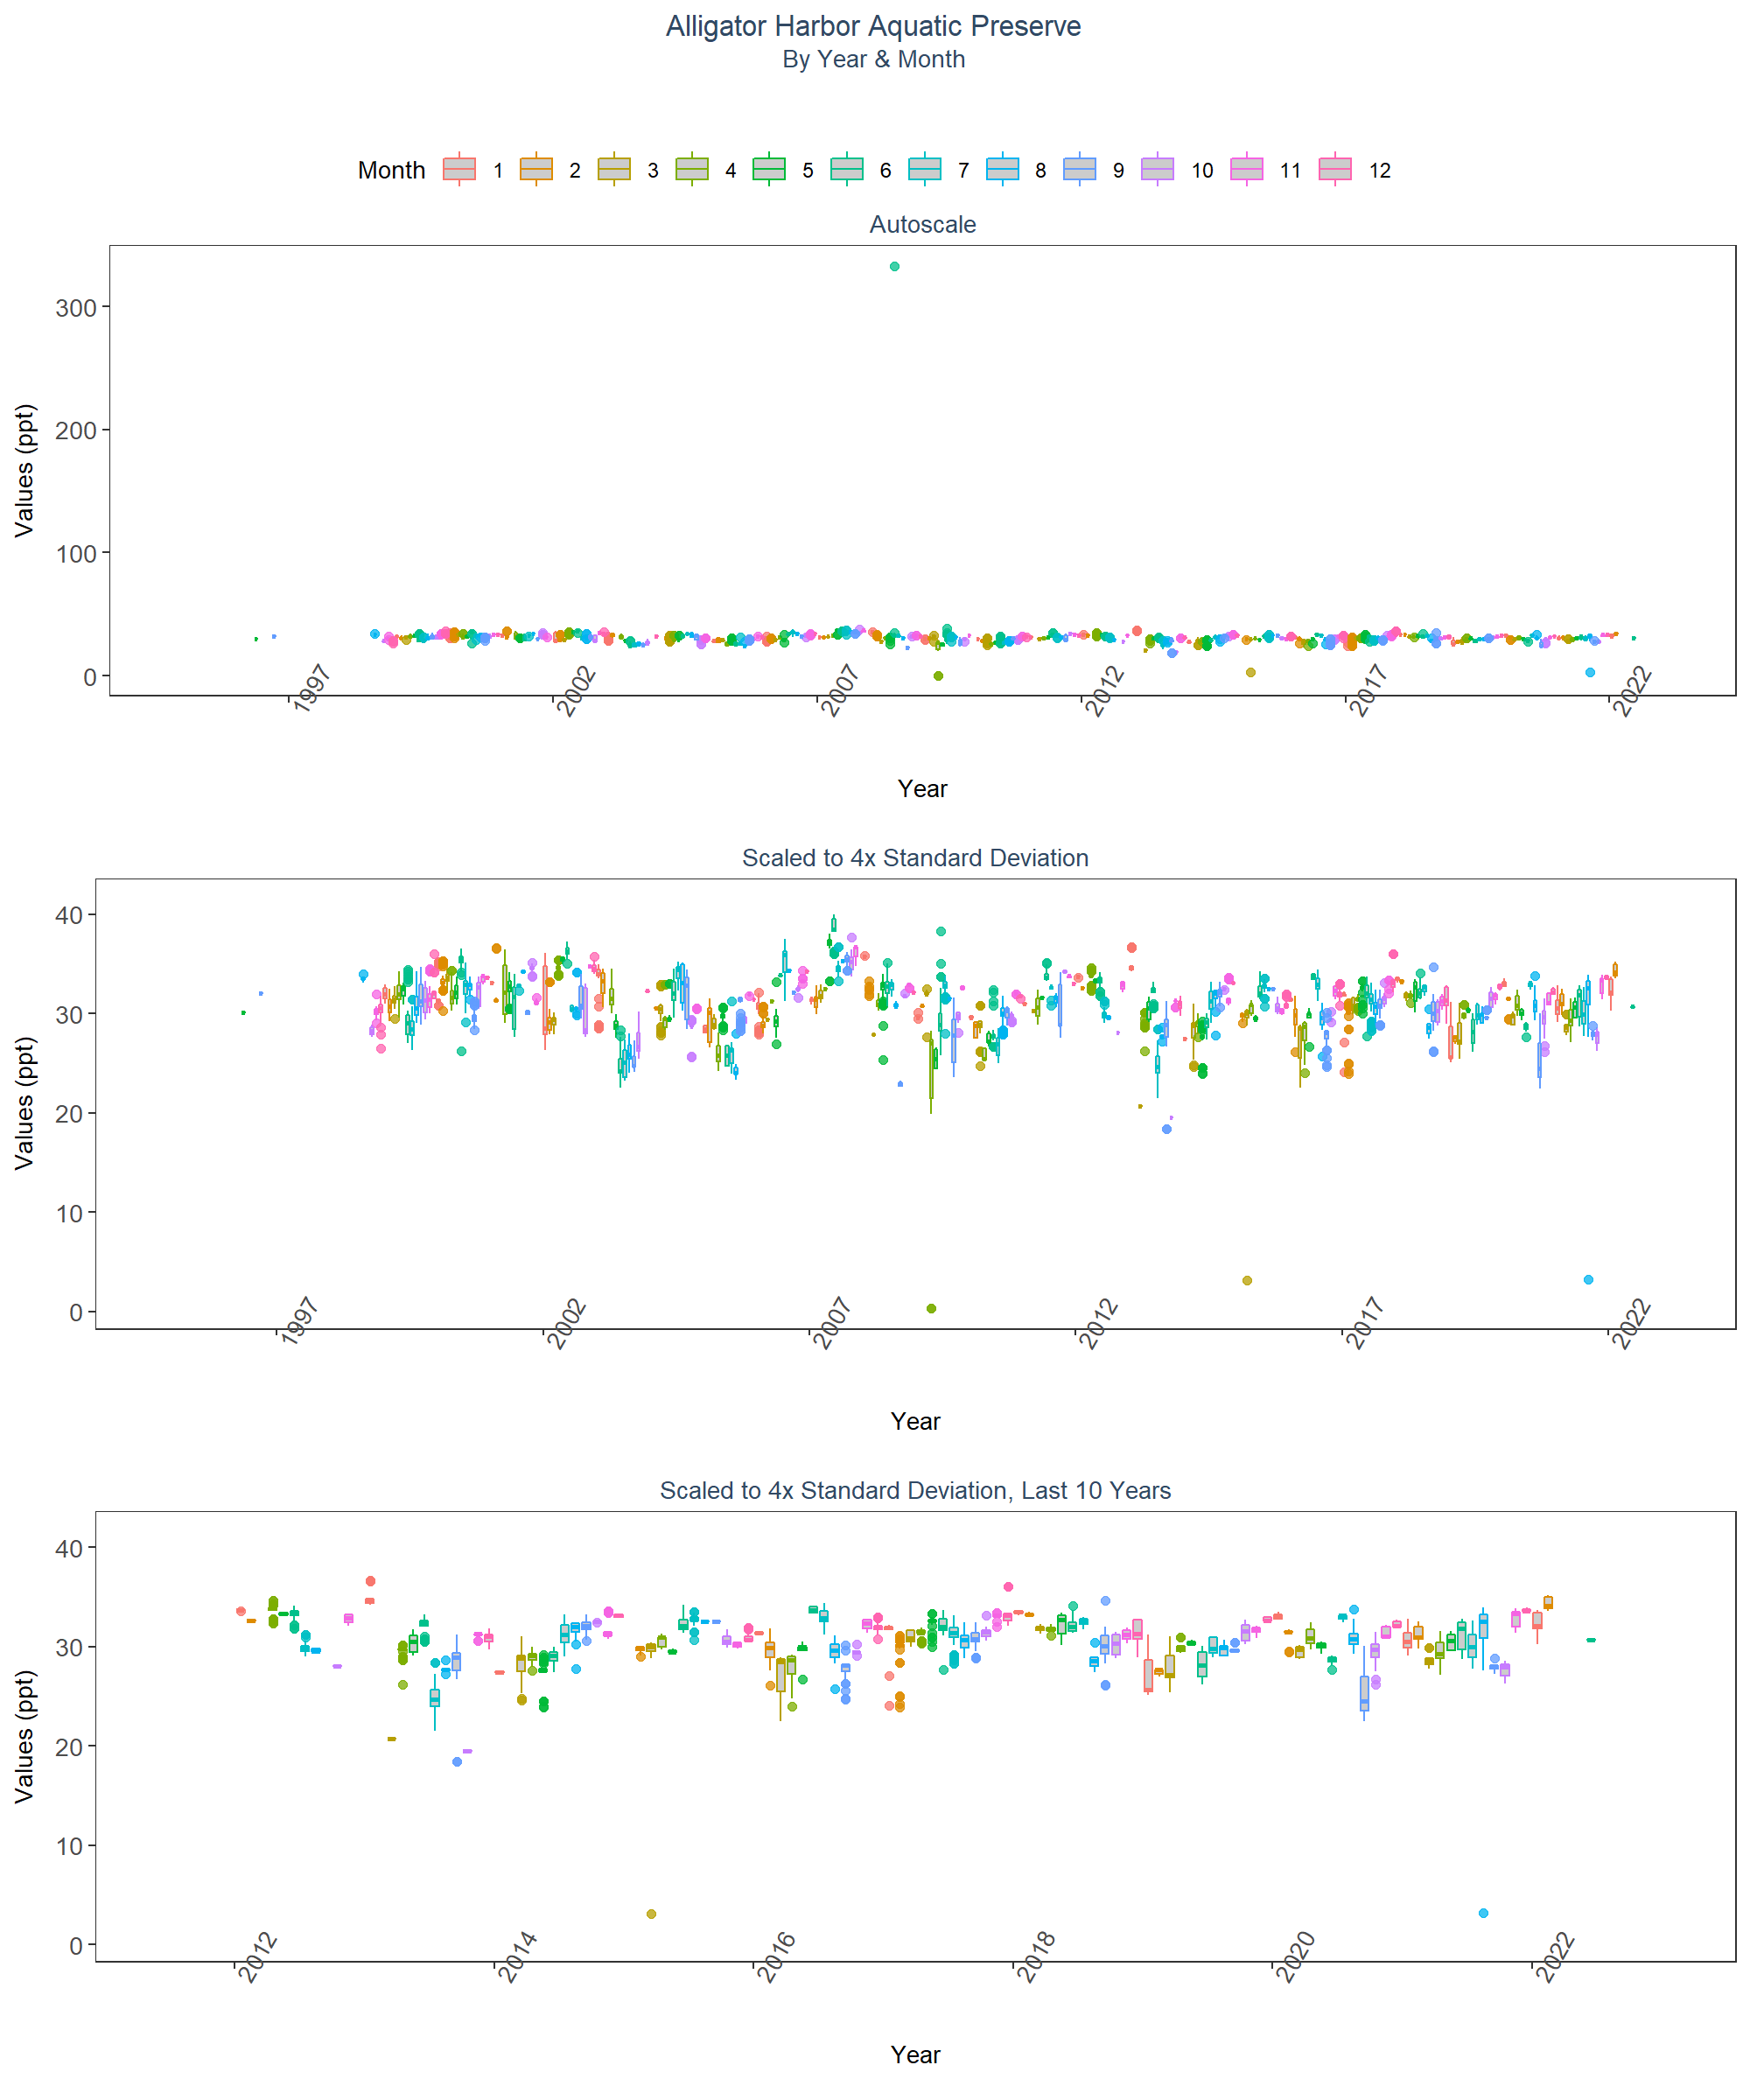 Alligator Harbor Aquatic Preserve
By Year & Month
Month 1 2 3 4 5 6 7 8 9 10 11 12
Autoscale
300
200
100
0
Values (ppt)
1997 2002 2007 2012 2017 2022
Year
Scaled to 4x Standard Deviation
40
30
20
10
0
Values (ppt)
1997 2002 2007 2012 2017 2022
Year
Scaled to 4x Standard Deviation, Last 10 Years
40
30
20
10
0
Values (ppt)
2012 2014 2016 2018 2020 2022
Year